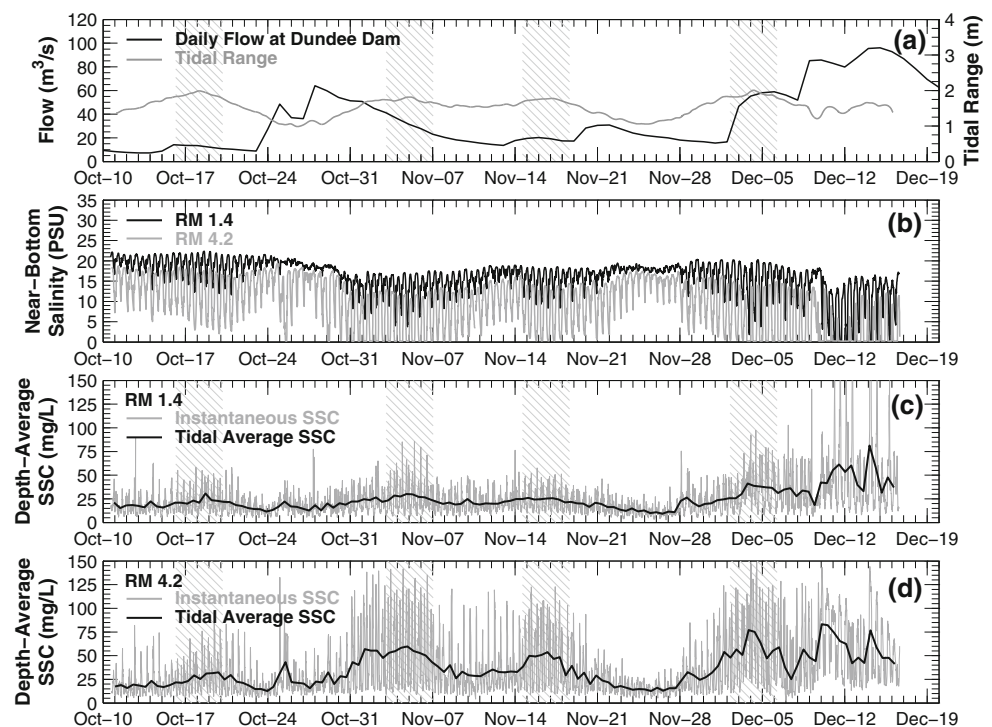 (a)
Daily Flow at Dundee Dam
Tidal Range
Flow (m3/s)
120
100
80
60
40
20
0
Tidal Range (m)
4
3
2
1
0
Oct−10 Oct−17 Oct−24 Oct−31 Nov−07 Nov−14 Nov−21 Nov−28 Dec−05 Dec−12 Dec−19
(b)
RM 1.4
RM 4.2
Near−Bottom
Salinity (PSU)
35
30
25
20
15
10
5
0
Oct−10 Oct−17 Oct−24 Oct−31 Nov−07 Nov−14 Nov−21 Nov−28 Dec−05 Dec−12 Dec−19
(c)
RM 1.4
Instantaneous SSC
Tidal Average SSC
Depth−Average
SSC (mg/L)
150
125
100
75
50
25
0
Oct−10 Oct−17 Oct−24 Oct−31 Nov−07 Nov−14 Nov−21 Nov−28 Dec−05 Dec−12 Dec−19
(d)
RM 4.2
Instantaneous SSC
Tidal Average SSC
Depth−Average
SSC (mg/L)
150
125
100
75
50
25
0
Oct−10 Oct−17 Oct−24 Oct−31 Nov−07 Nov−14 Nov−21 Nov−28 Dec−05 Dec−12 Dec−19